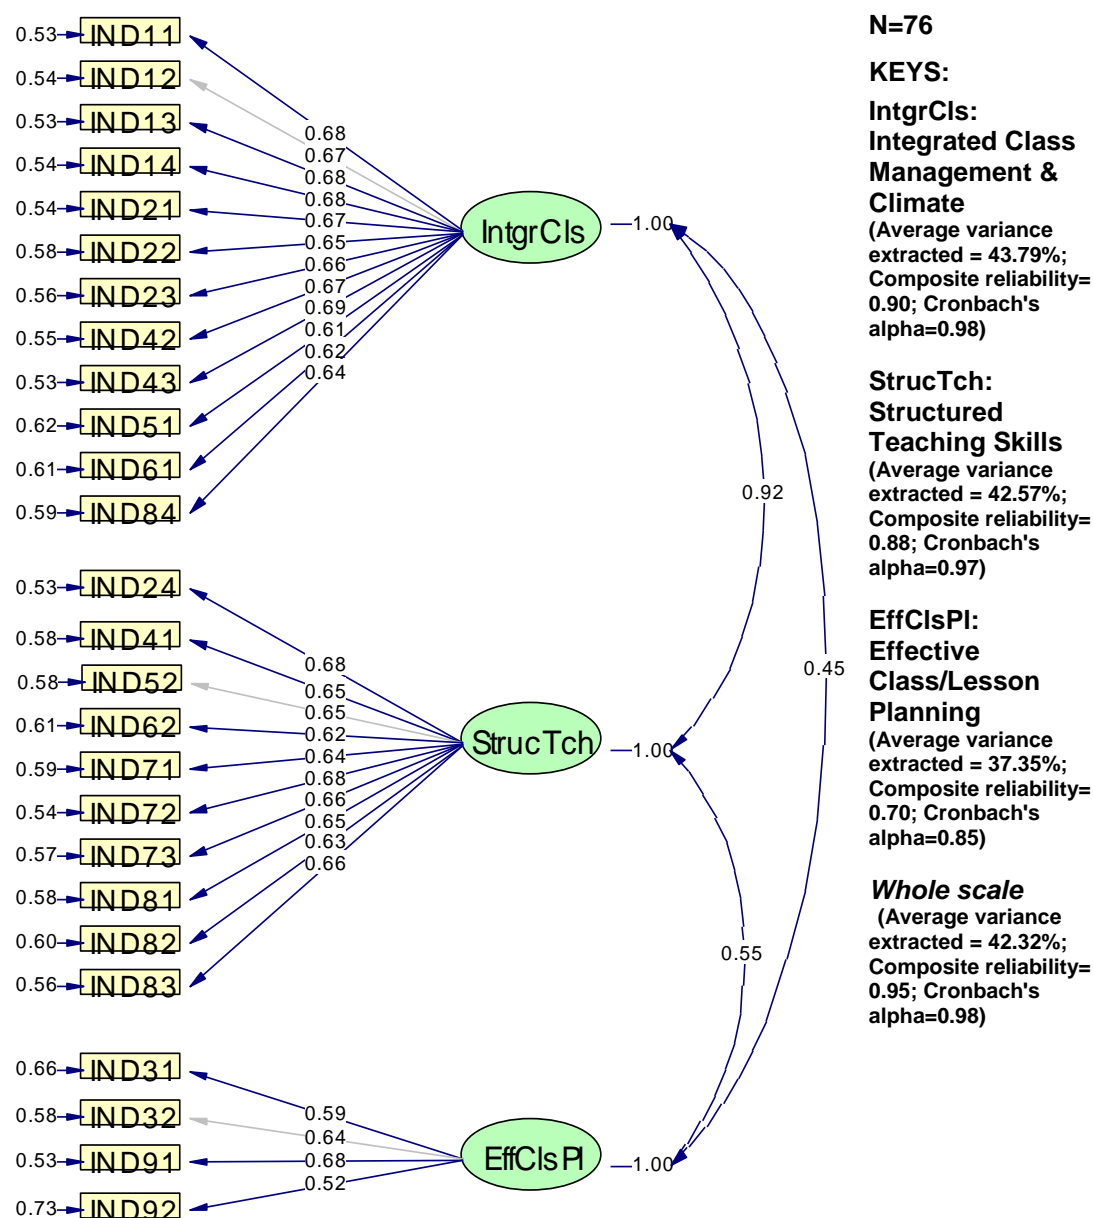 N=76
KEYS:
IntgrCls:
Integrated Class
Management &
Climate
(Average variance
extracted = 43.79%;
Composite reliability=
0.90; Cronbach's
alpha=0.98)
StrucTch:
Structured
Teaching Skills
(Average variance
extracted = 42.57%;
Composite reliability=
0.88; Cronbach's
alpha=0.97)
EffClsPl:
Effective
Class/Lesson
Planning
(Average variance
extracted = 37.35%;
Composite reliability=
0.70; Cronbach's
alpha=0.85)
Whole scale
(Average variance
extracted = 42.32%;
Composite reliability=
0.95; Cronbach's
alpha=0.98)
0.53 IND11
0.54 IND12
0.53 IND13
0.54 IND14
0.54 IND21
0.58 IND22
0.56 IND23
0.55 IND42
0.53 IND43
0.62 IND51
0.61 IND61
0.59 IND84
0.68
0.67
0.68
0.68
0.67
0.65
0.66
0.67
0.69
0.61
0.62
0.64
IntgrCls 1.00
0.53 IND24
0.58 IND41
0.58 IND52
0.61 IND62
0.59 IND71
0.54 IND72
0.57 IND73
0.58 IND81
0.60 IND82
0.56 IND83
0.68
0.65
0.65
0.62
0.64
0.68
0.66
0.65
0.63
0.66
StrucTch 1.00
0.66 IND31
0.58 IND32
0.53 IND91
0.73 IND92
0.59
0.64
0.68
0.52
EffClsPl 1.00
0.92
0.45
0.55